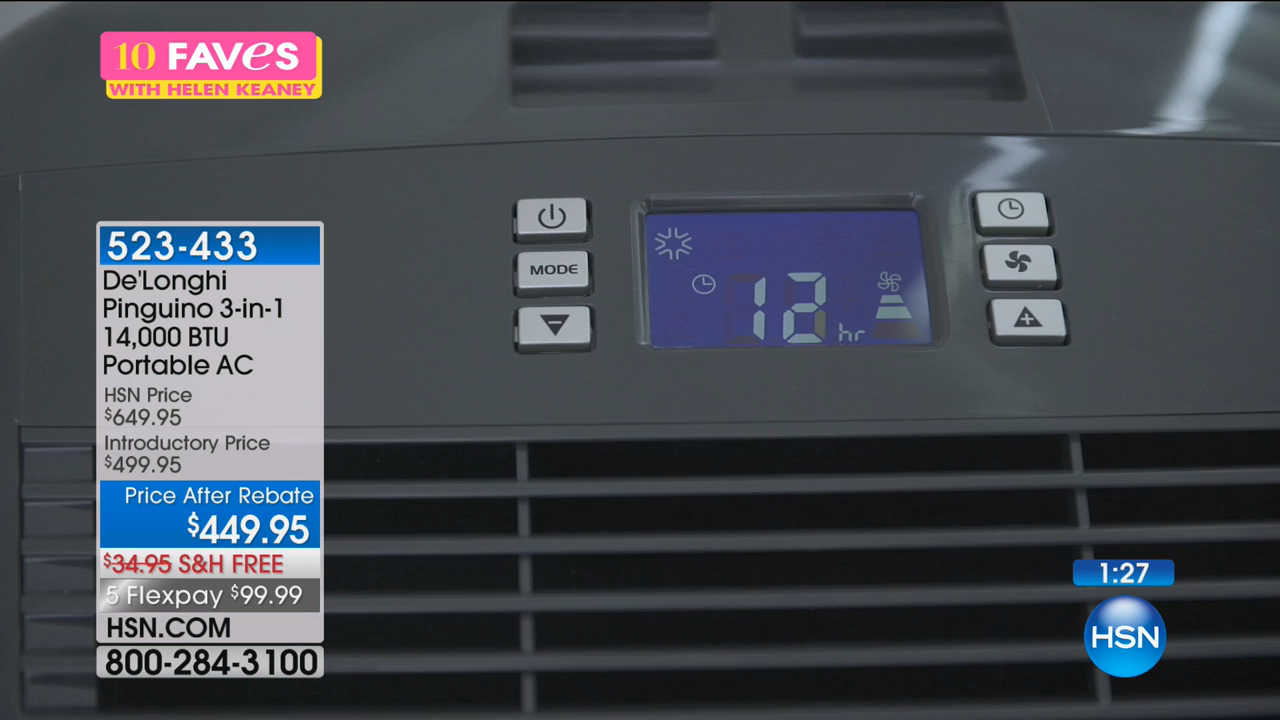 10 FAVES
WITH HELEN KEANEY
523-433
De'Longhi
Pinguino 3-in-1
14,000 BTU
Portable AC
HSN Price
$649.95
Introductory Price
$499.95
Price After Rebate
$449.95
$34.95 S&H FREE
5 Flexpay $99.99
HSN.COM
800-284-3100
MODE
12 hr
1:27
HSN